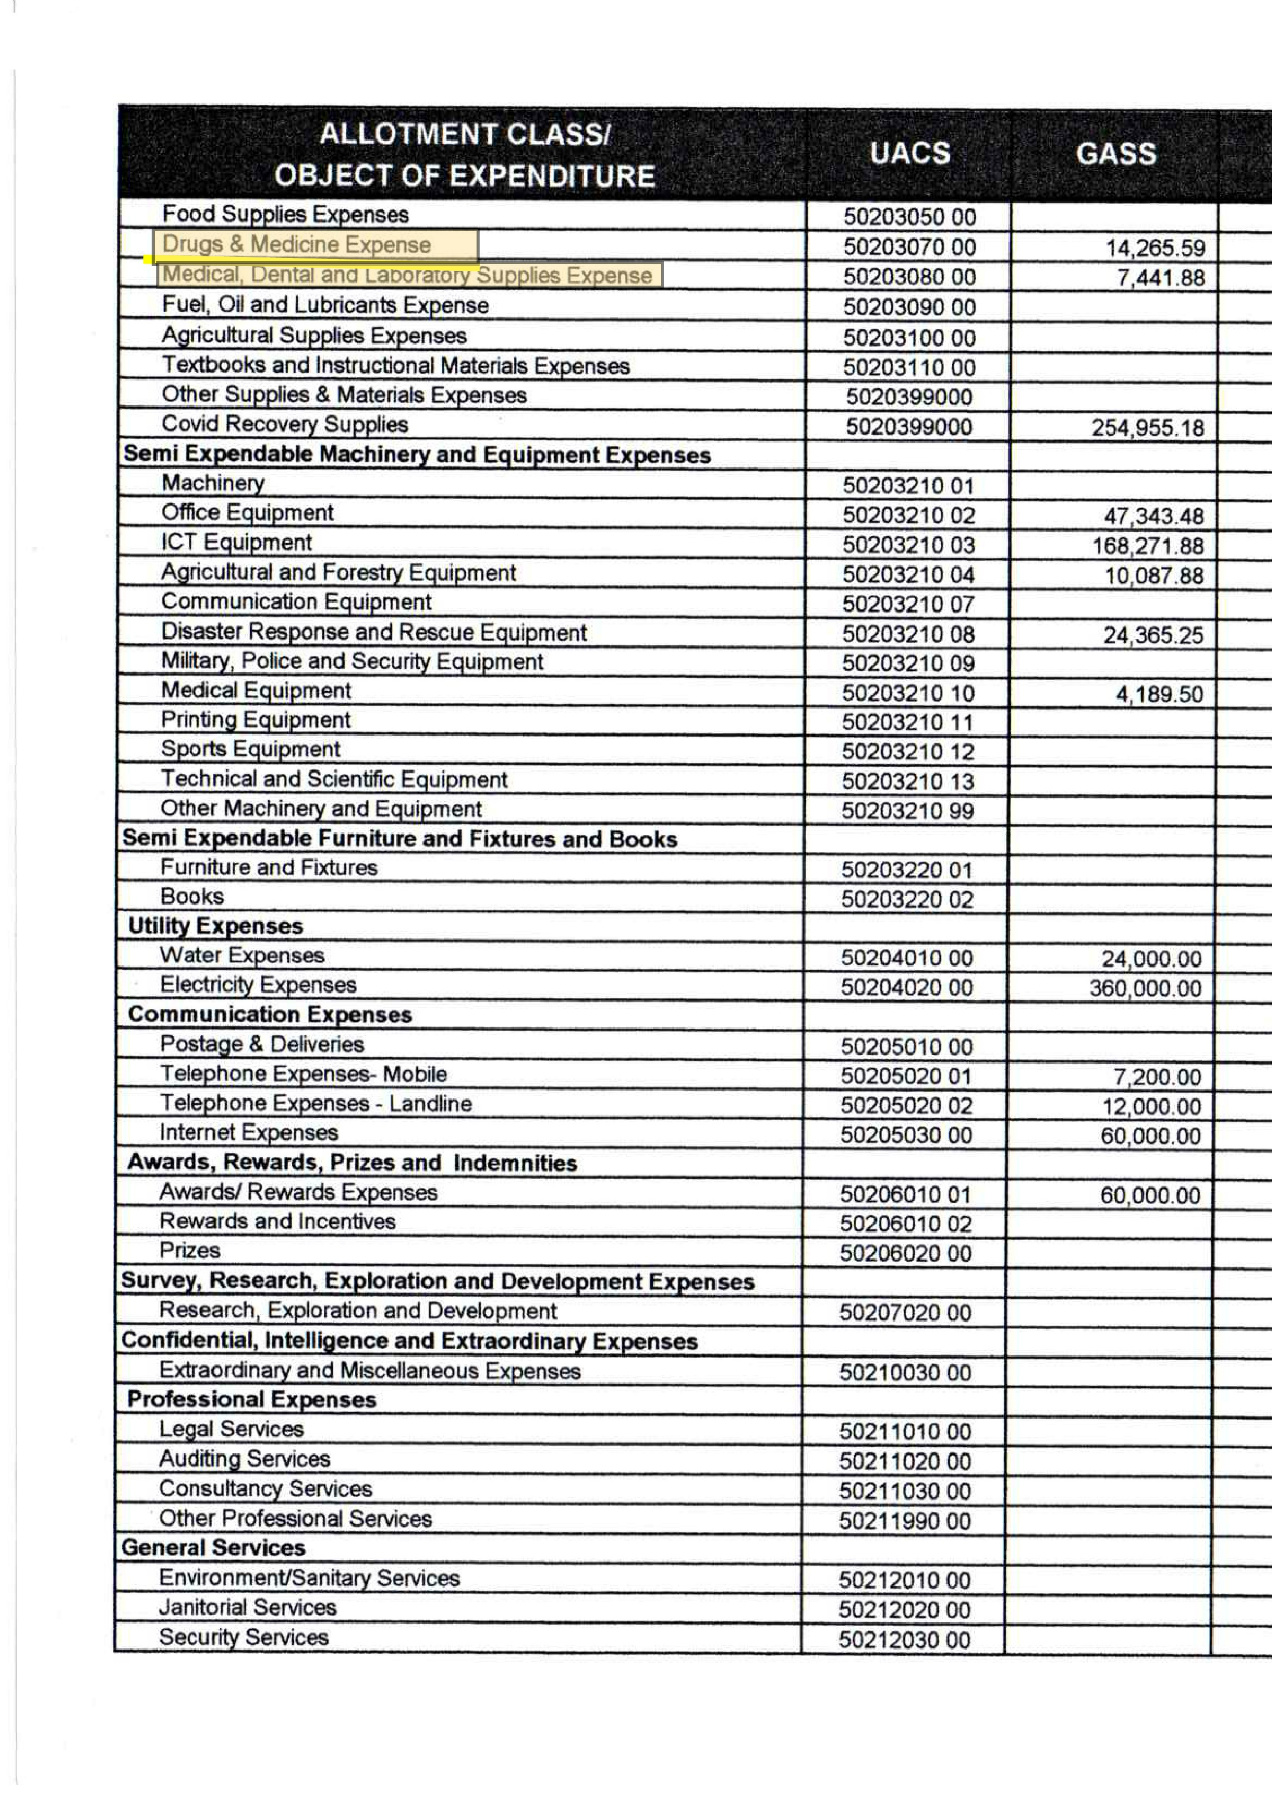 ALLOTMENT CLASS/
OBJECT OF EXPENDITURE UACS GASS
Food Supplies Expenses 50203050 00
Drugs & Medicine Expense 50203070 00 14,265.59
Medical, Dental and Laboratory Supplies Expense 50203080 00 7,441.88
Fuel, Oil and Lubricants Expense 50203090 00
Agricultural Supplies Expenses 50203100 00
Textbooks and Instructional Materials Expenses 50203110 00
Other Supplies & Materials Expenses 5020399000
Covid Recovery Supplies 5020399000 254,955.18
Semi Expendable Machinery and Equipment Expenses
Machinery 50203210 01
Office Equipment 50203210 02 47,343.48
ICT Equipment 50203210 03 168,271.88
Agricultural and Forestry Equipment 50203210 04 10,087.88
Communication Equipment 50203210 07
Disaster Response and Rescue Equipment 50203210 08 24,365.25
Military, Police and Security Equipment 50203210 09
Medical Equipment 50203210 10 4,189.50
Printing Equipment 50203210 11
Sports Equipment 50203210 12
Technical and Scientific Equipment 50203210 13
Other Machinery and Equipment 50203210 99
Semi Expendable Furniture and Fixtures and Books
Furniture and Fixtures 50203220 01
Books 50203220 02
Utility Expenses
Water Expenses 50204010 00 24,000.00
Electricity Expenses 50204020 00 360,000.00
Communication Expenses
Postage & Deliveries 50205010 00
Telephone Expenses- Mobile 50205020 01 7,200.00
Telephone Expenses - Landline 50205020 02 12,000.00
Internet Expenses 50205030 00 60,000.00
Awards, Rewards, Prizes and Indemnities
Awards/ Rewards Expenses 50206010 01 60,000.00
Rewards and Incentives 50206010 02
Prizes 50206020 00
Survey, Research, Exploration and Development Expenses
Research, Exploration and Development 50207020 00
Confidential, Intelligence and Extraordinary Expenses
Extraordinary and Miscellaneous Expenses 50210030 00
Professional Expenses
Legal Services 50211010 00
Auditing Services 50211020 00
Consultancy Services 50211030 00
Other Professional Services 50211990 00
General Services
Environment/Sanitary Services 50212010 00
Janitorial Services 50212020 00
Security Services 50212030 00